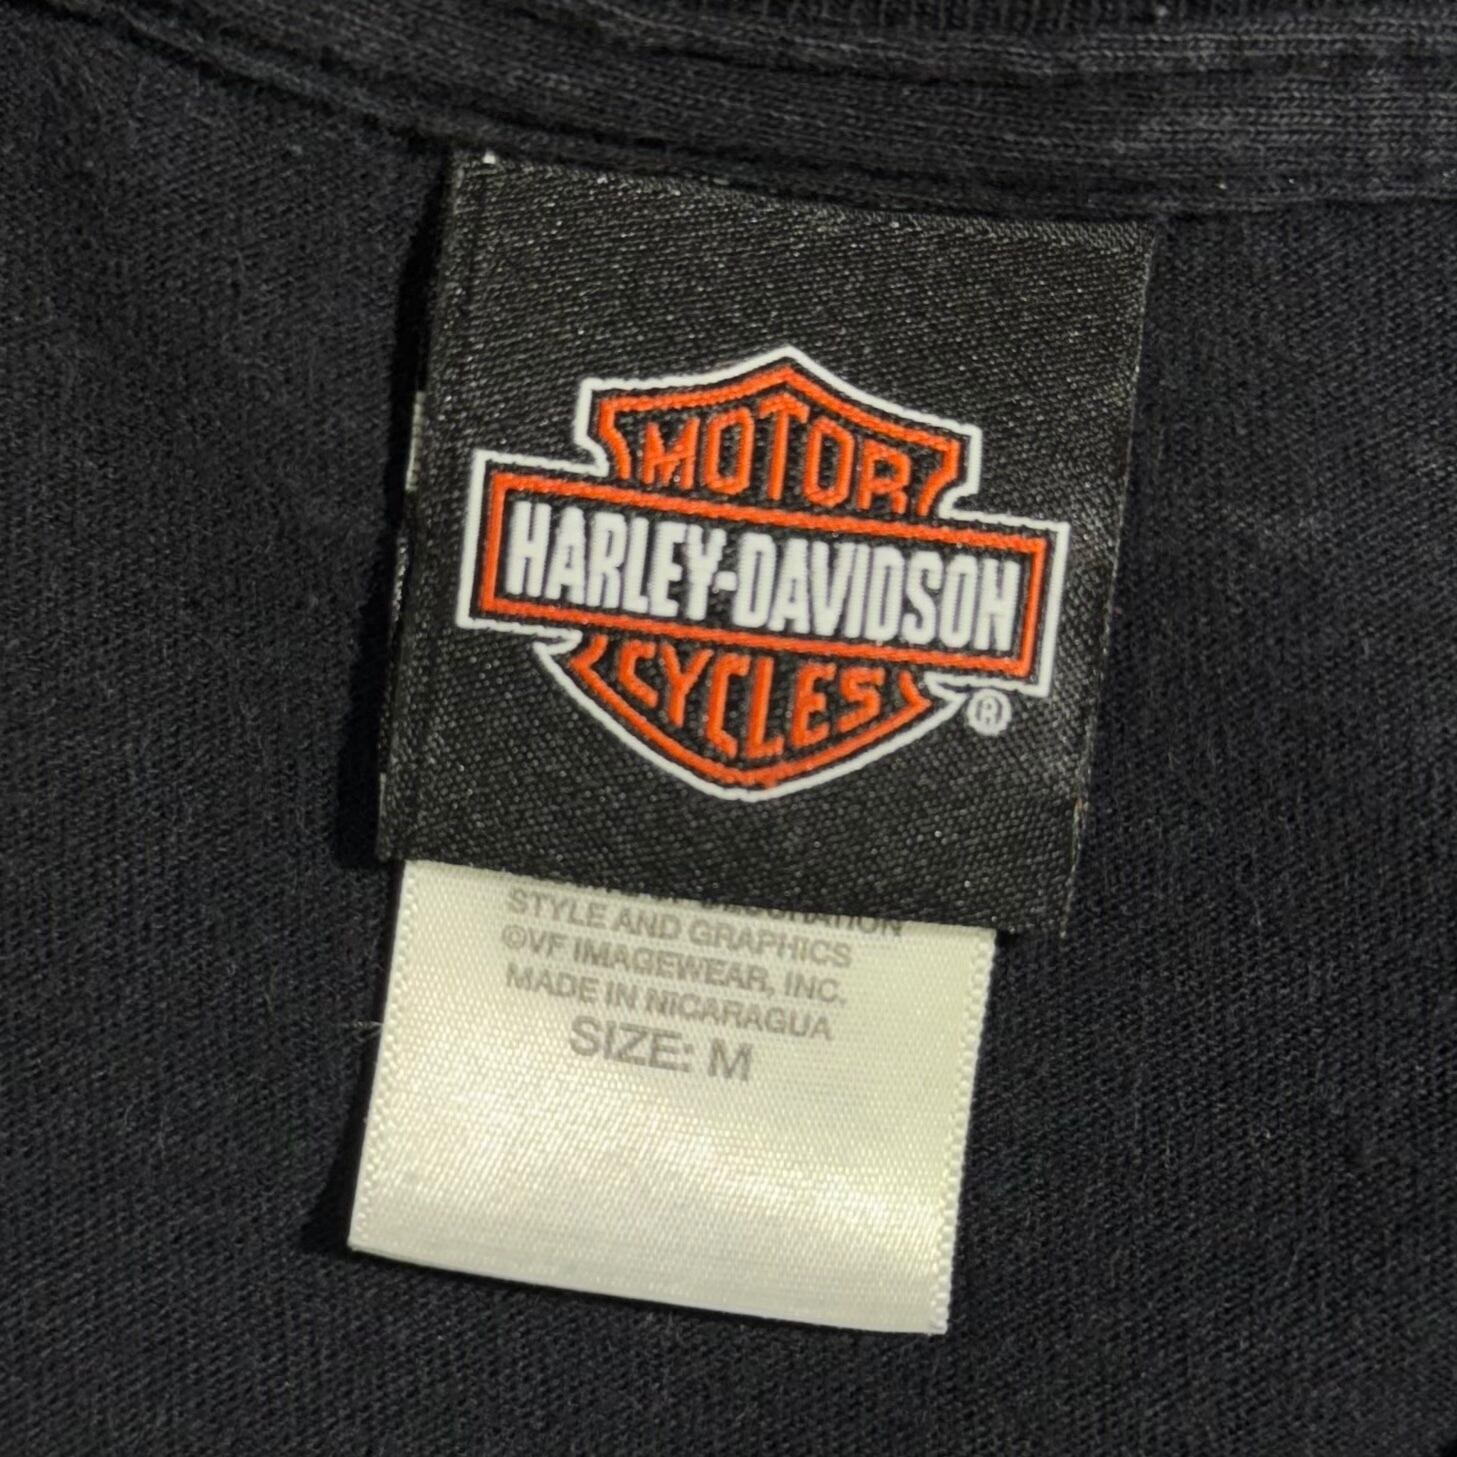 MOTOR
HARLEY-DAVIDSON
CYCLES
®
STYLE AND GRAPHICS
©VF IMAGEWEAR, INC.
MADE IN NICARAGUA
SIZE: M